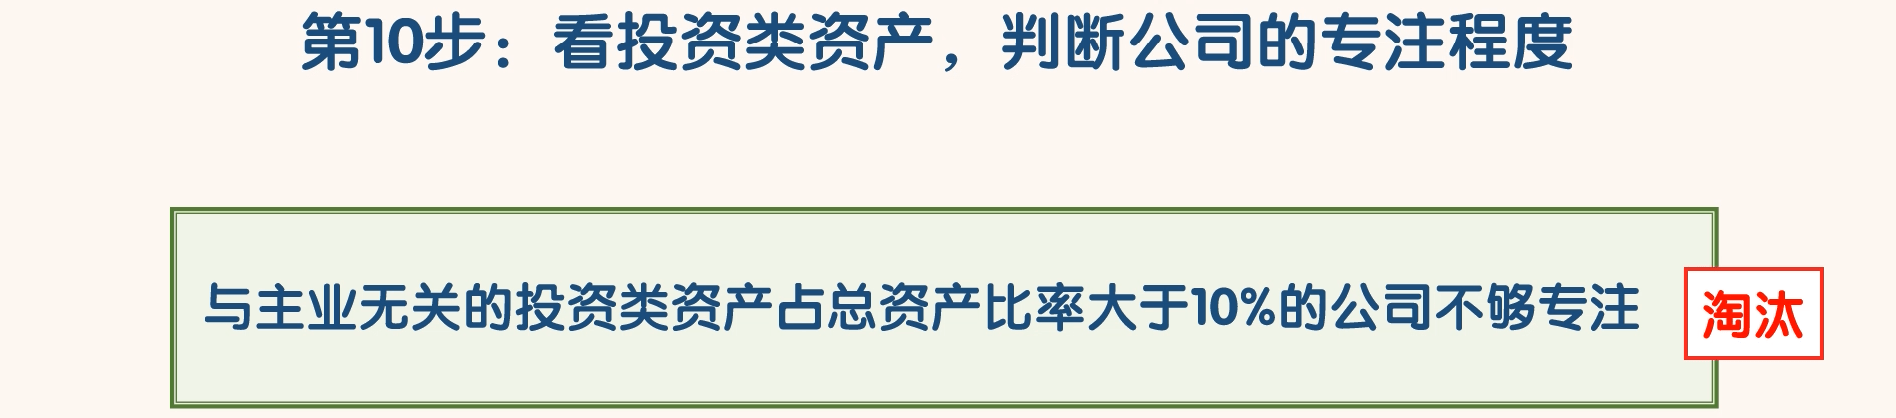 第10步：看投资类资产，判断公司的专注程度
与主业无关的投资类资产占总资产比率大于10%的公司不够专注
淘汰